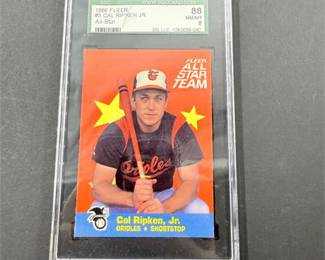 1986 FLEER
#5 CAL RIPKEN JR.
All-Star
88
NM/MT
8
FLEER
ALL
STAR
TEAM
Orioles
Cal Ripken, Jr.
ORIOLES ★ SHORTSTOP